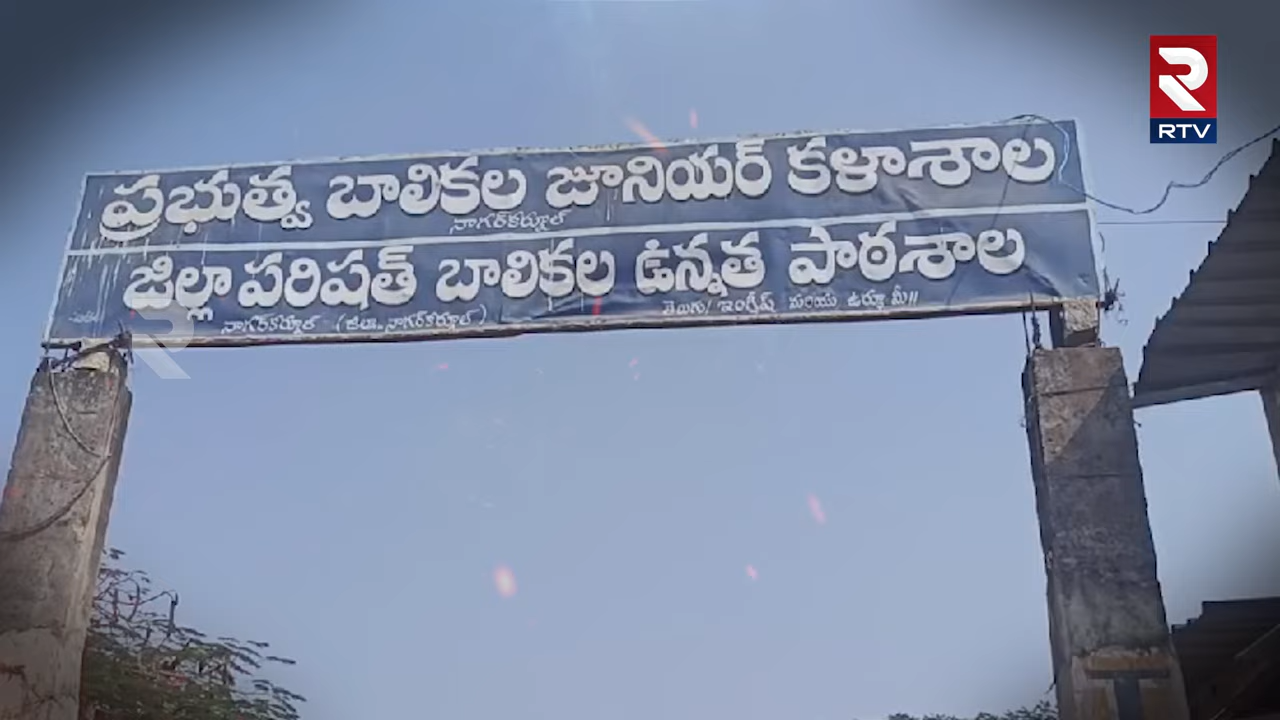 RTV
ప్రభుత్వ బాలికల జూనియర్ కళాశాల
నాగర్‌కర్నూల్
జిల్లా పరిషత్ బాలికల ఉన్నత పాఠశాల
నాగర్‌కర్నూల్ (జిల్లా. నాగర్‌కర్నూల్)
తెలుగు/ ఇంగ్లీష్ మరియు ఉర్దూ మీ॥